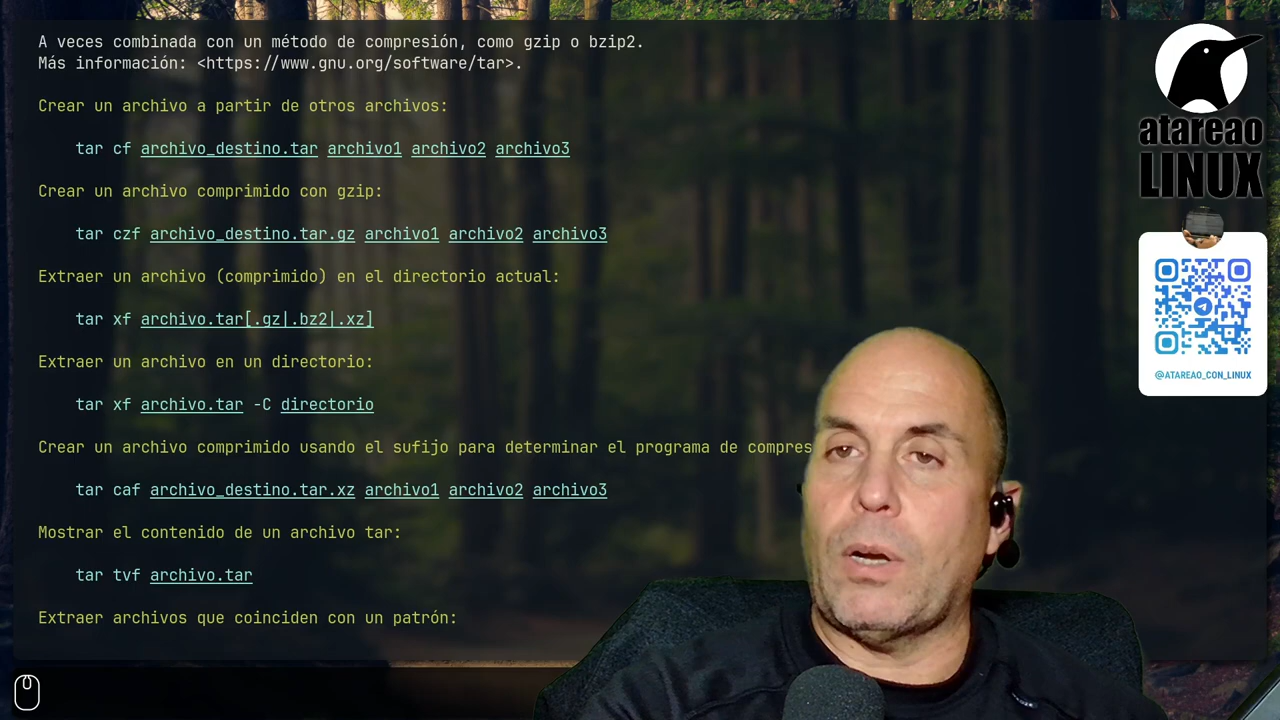 A veces combinada con un método de compresión, como gzip o bzip2.
Más información: <https://www.gnu.org/software/tar>.
Crear un archivo a partir de otros archivos:
tar cf archivo_destino.tar archivo1 archivo2 archivo3
Crear un archivo comprimido con gzip:
tar czf archivo_destino.tar.gz archivo1 archivo2 archivo3
Extraer un archivo (comprimido) en el directorio actual:
tar xf archivo.tar[.gz|.bz2|.xz]
Extraer un archivo en un directorio:
tar xf archivo.tar -C directorio
Crear un archivo comprimido usando el sufijo para determinar el programa de compres
tar caf archivo_destino.tar.xz archivo1 archivo2 archivo3
Mostrar el contenido de un archivo tar:
tar tvf archivo.tar
Extraer archivos que coinciden con un patrón:
atareao
LINUX
@ATAREAO_CON_LINUX